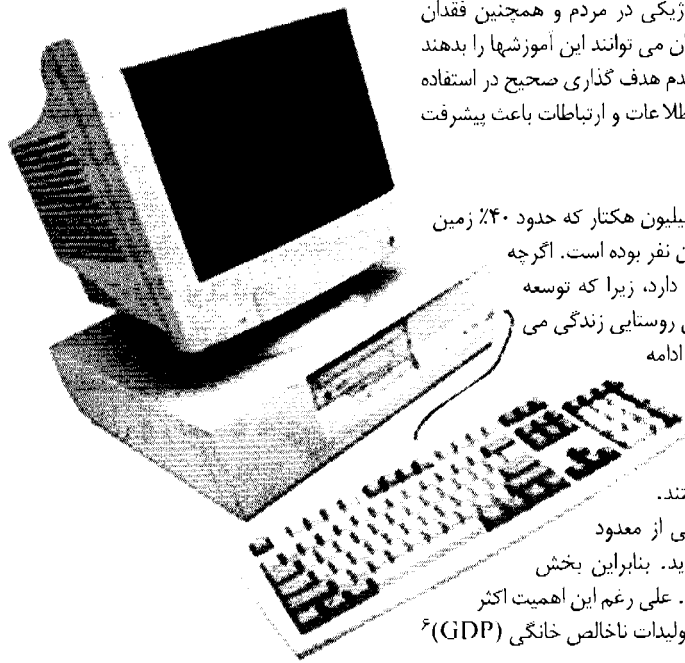 ژیکی در مردم و همچنین فقدان
ان می توانند این آموزشها را بدهند
دم هدف گذاری صحیح در استفاده
طلاعات و ارتباطات باعث پیشرفت
یلیون هکتار که حدود ۴۰٪ زمین
ن نفر بوده است. اگرچه
دارد، زیرا که توسعه
روستایی زندگی می
ادامه
تند.
ی از معدود
ید. بنابراین بخش
. علی رغم این اهمیت اکثر
ولیدات ناخالص خانگی (GDP)۶